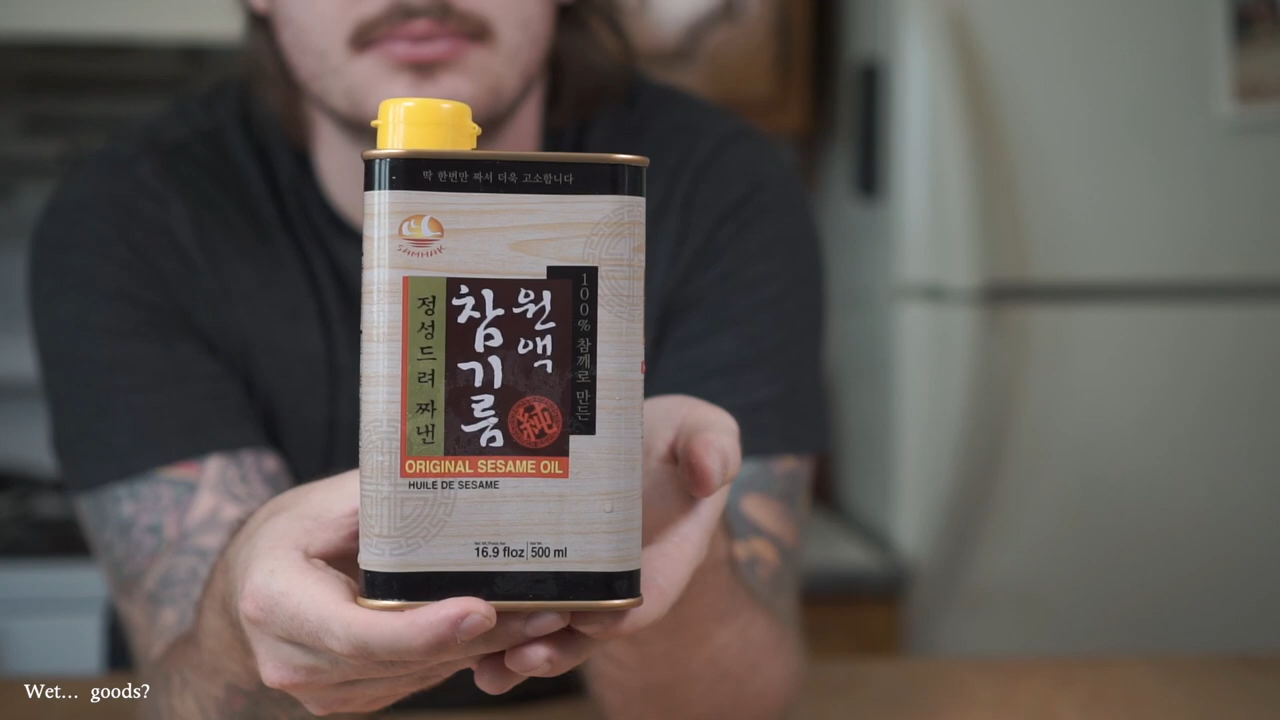 딱 한번만 짜서 더욱 고소합니다
SAMMAK
100% 참깨로 만든
원액
참기름
정성드려 짜낸
純
ORIGINAL SESAME OIL
HUILE DE SESAME
16.9 floz 500 ml
Wet... goods?